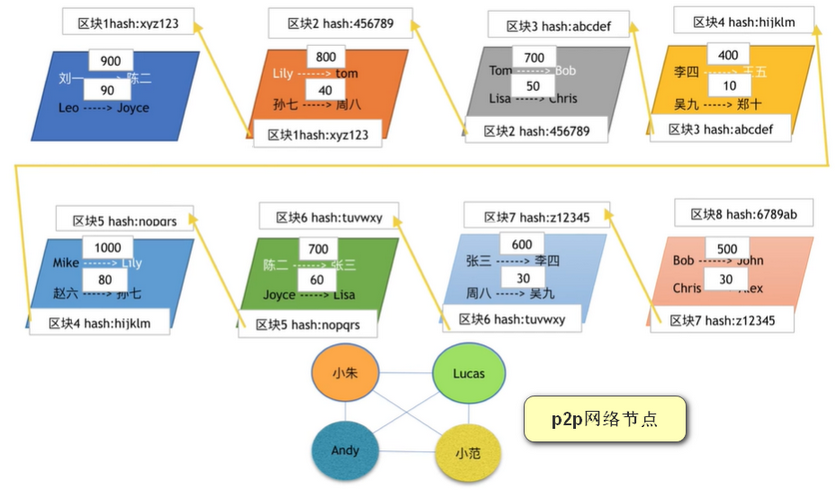 区块1hash:xyz123
区块2 hash:456789
区块3 hash:abcdef
区块4 hash:hijklm
900
刘一 -----> 陈二
90
Leo -----> Joyce
800
Lily ------> tom
40
孙七 -----> 周八
区块1hash:xyz123
700
Tom -----> Bob
50
Lisa -----> Chris
区块2 hash:456789
400
李四 -----> 王五
10
吴九 -----> 郑十
区块3 hash:abcdef
区块5 hash:nopqrs
区块6 hash:tuvwxy
区块7 hash:z12345
区块8 hash:6789ab
1000
Mike -----> Lily
80
赵六 -----> 孙七
区块4 hash:hijklm
700
陈二 -----> 张三
60
Joyce -----> Lisa
区块5 hash:nopqrs
600
张三 -----> 李四
30
周八 -----> 吴九
区块6 hash:tuvwxy
500
Bob -----> John
30
Chris
区块7 hash:z12345
小朱
Lucas
p2p网络节点
Andy
小范